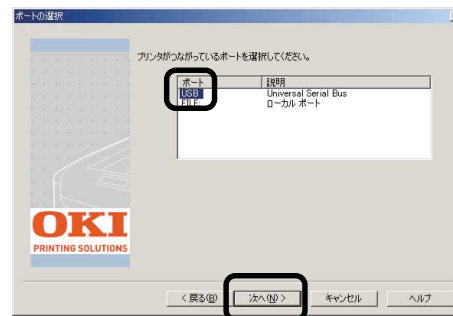 ポートの選択
プリンタがつながっているポートを選択してください。
ポート 説明
USB Universal Serial Bus
FILE: ローカル ポート
OKI
PRINTING SOLUTIONS
< 戻る(B) 次へ(N) > キャンセル ヘルプ